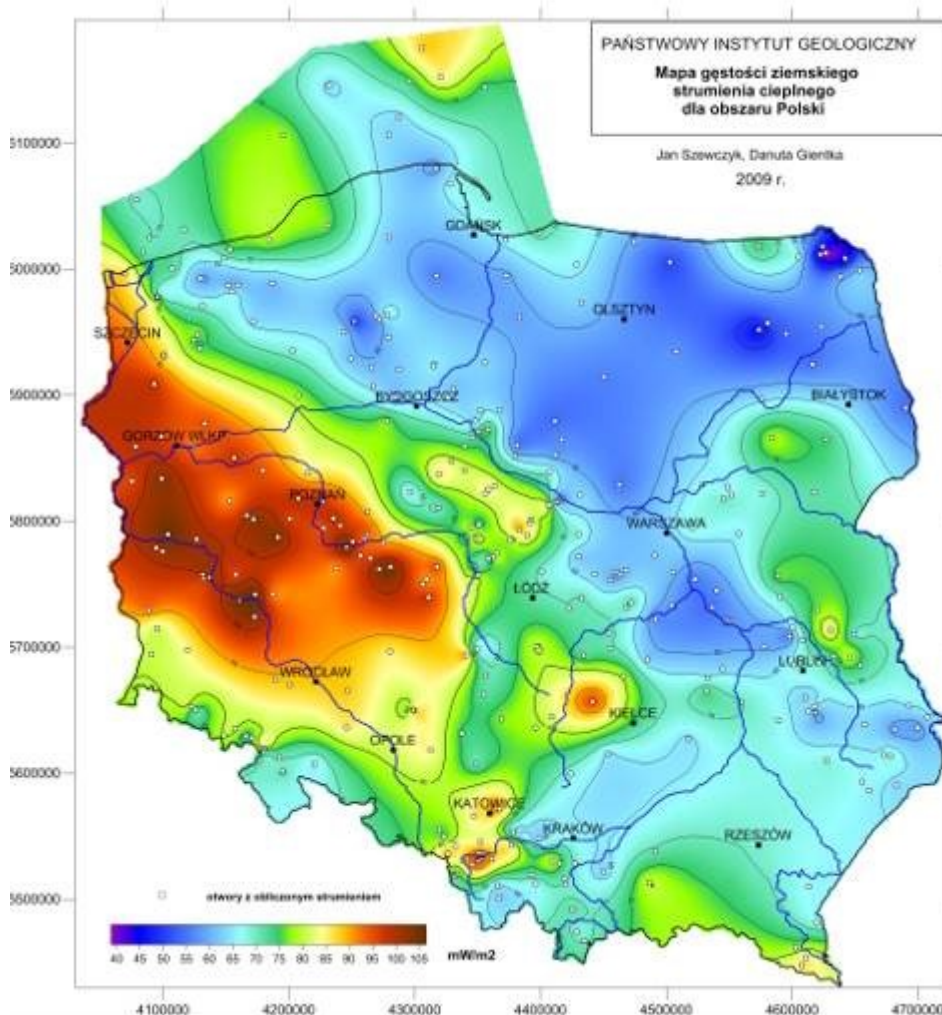 PAŃSTWOWY INSTYTUT GEOLOGICZNY
Mapa gęstości ziemskiego
strumienia cieplnego
dla obszaru Polski
Jan Szewczyk, Danuta Gientka
2009 r.
5100000
GDAŃSK
5000000
OLSZTYN
SZCZECIN
5900000
BYDGOSZCZ
BIAŁYSTOK
GORZÓW WLKP
POZNAŃ
5800000
WARSZAWA
ŁÓDŹ
5700000
LUBLIN
WROCŁAW
KIELCE
OPOLE
5600000
KATOWICE
KRAKÓW
RZESZÓW
5500000
otwory z obliczonym strumieniem
40 45 50 55 60 65 70 75 80 85 90 95 100 105
mW/m2
4100000 4200000 4300000 4400000 4500000 4600000 4700000